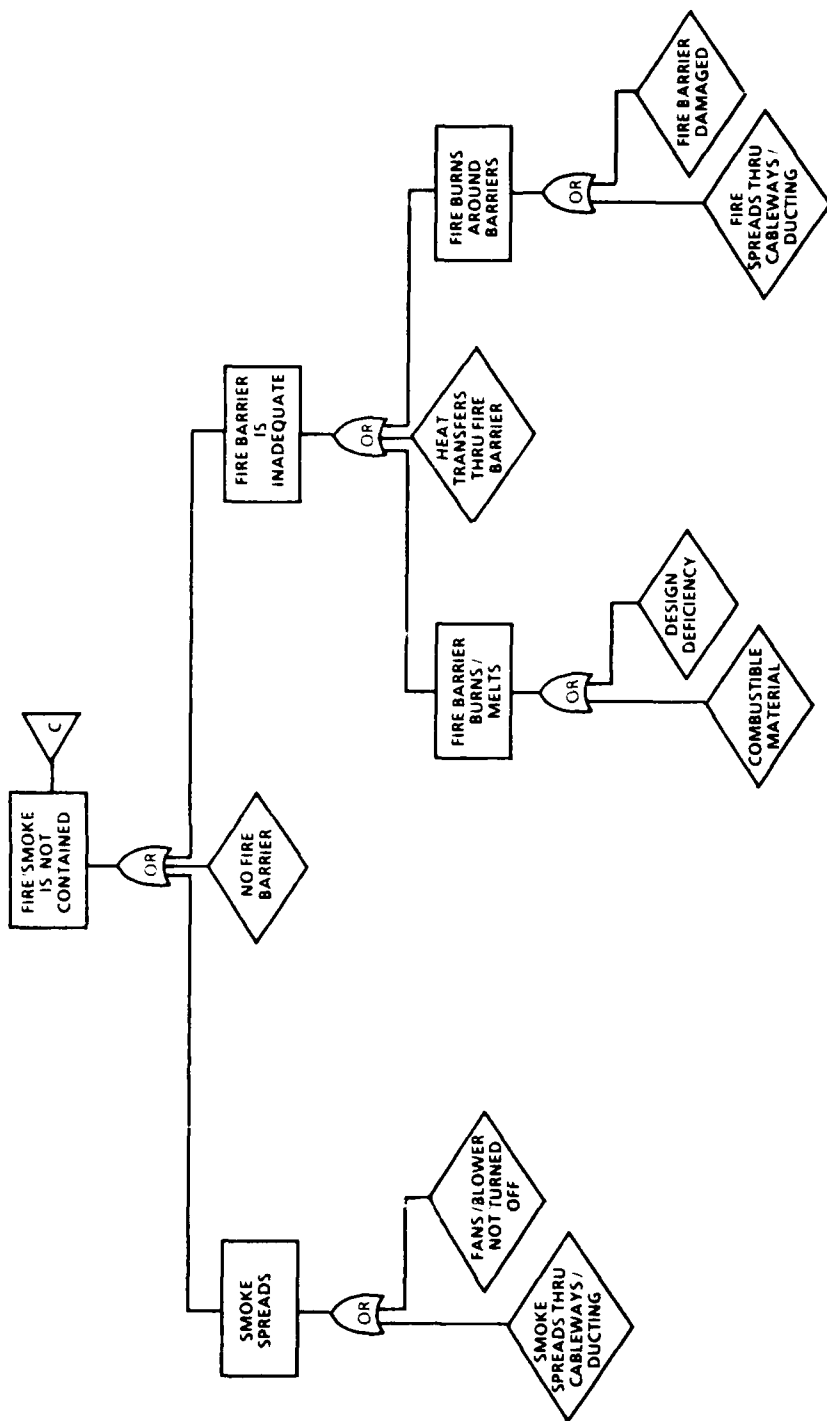 FIRE'SMOKE
IS NOT
CONTAINED
C
OR
SMOKE
SPREADS
NO FIRE
BARRIER
FIRE BARRIER
IS
INADEQUATE
OR
OR
SMOKE
SPREADS THRU
CABLEWAYS /
DUCTING
FANS / BLOWER
NOT TURNED
OFF
FIRE BARRIER
BURNS /
MELTS
HEAT
TRANSFERS
THRU FIRE
BARRIER
FIRE BURNS
AROUND
BARRIERS
OR
OR
COMBUSTIBLE
MATERIAL
DESIGN
DEFICIENCY
FIRE
SPREADS THRU
CABLEWAYS /
DUCTING
FIRE BARRIER
DAMAGED